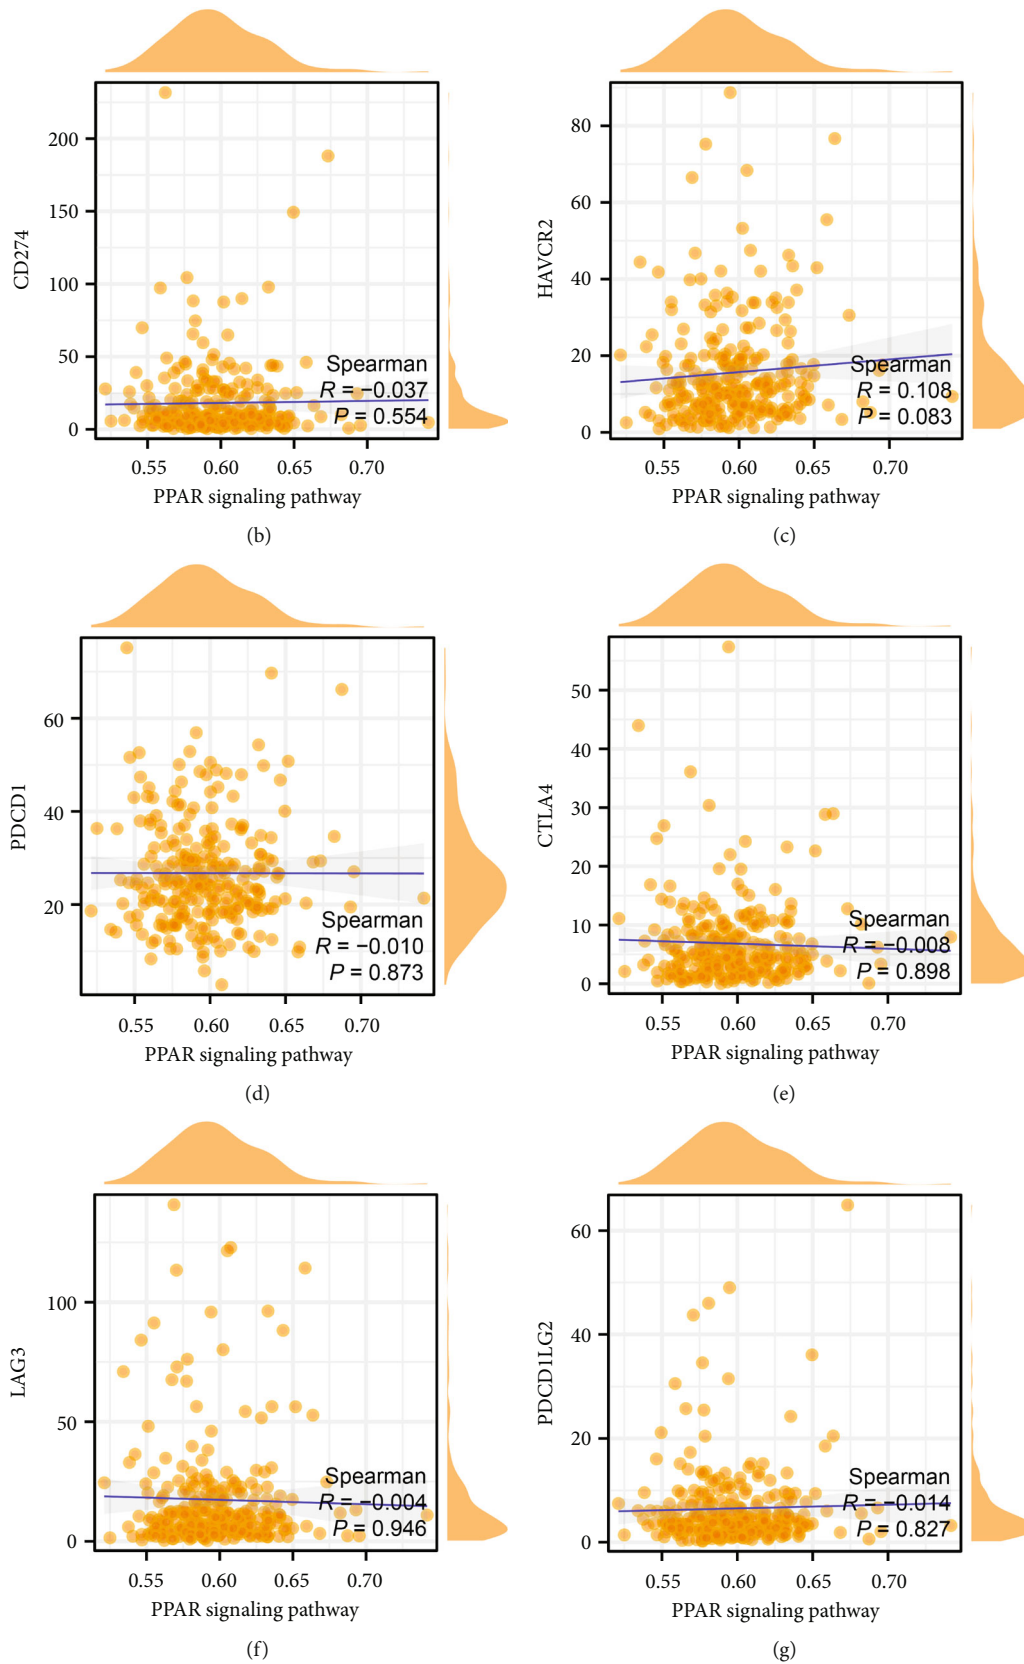 CD274
200
150
100
50
0
Spearman
R = −0.037
P = 0.554
0.55 0.60 0.65 0.70
PPAR signaling pathway
(b)
HAVCR2
80
60
40
20
0
Spearman
R = 0.108
P = 0.083
0.55 0.60 0.65 0.70
PPAR signaling pathway
(c)
PDCD1
60
40
20
Spearman
R = −0.010
P = 0.873
0.55 0.60 0.65 0.70
PPAR signaling pathway
(d)
CTLA4
50
40
30
20
10
0
Spearman
R = −0.008
P = 0.898
0.55 0.60 0.65 0.70
PPAR signaling pathway
(e)
LAG3
100
50
0
Spearman
R = −0.004
P = 0.946
0.55 0.60 0.65 0.70
PPAR signaling pathway
(f)
PDCD1LG2
60
40
20
0
Spearman
R = −0.014
P = 0.827
0.55 0.60 0.65 0.70
PPAR signaling pathway
(g)